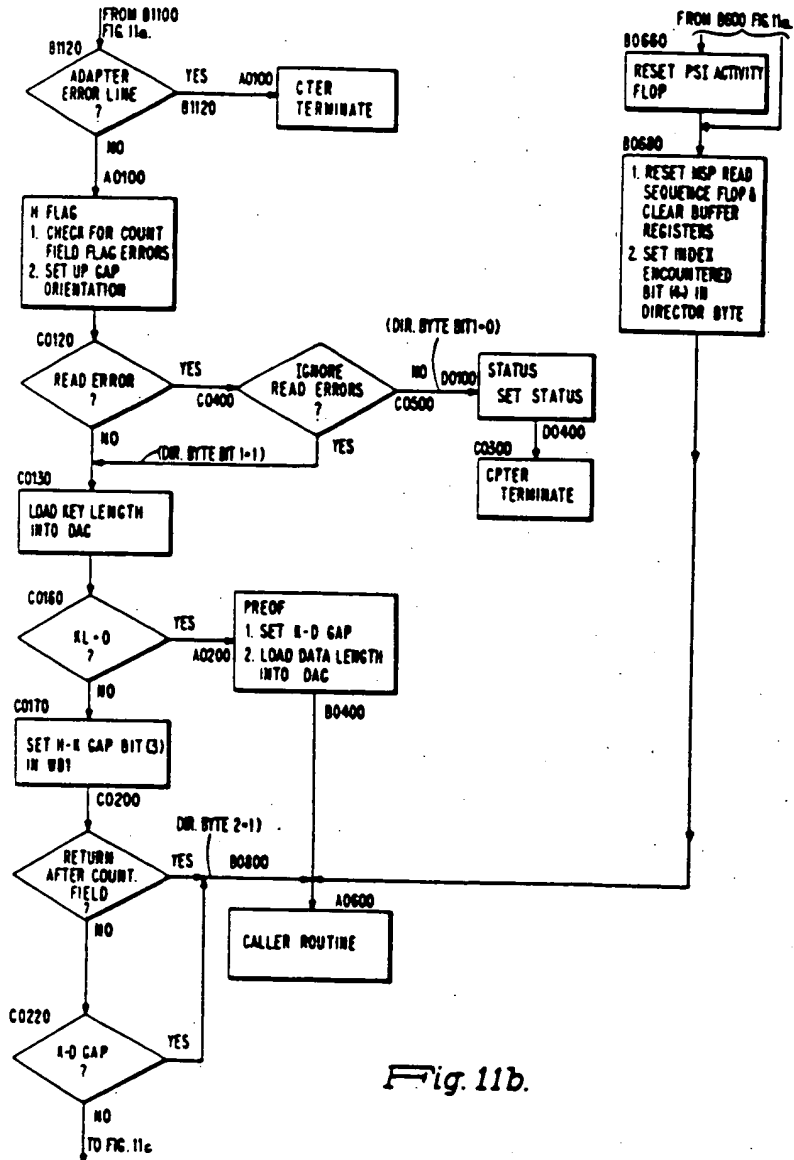 FROM B1100
FIG. 11a.
B1120
ADAPTER
ERROR LINE
?
YES
B1120
A0100
CTER
TERMINATE
NO
A0100
H FLAG
1. CHECK FOR COUNT
FIELD FLAG ERRORS
2. SET UP GAP
ORIENTATION
C0120
READ ERROR
?
YES
C0400
IGNORE
READ ERRORS
?
(DIR. BYTE BIT1=0)
NO
C0500
D0100
STATUS
SET STATUS
D0400
C0300
CPTER
TERMINATE
NO
YES
(DIR. BYTE BIT 1=1)
C0130
LOAD KEY LENGTH
INTO DAC
C0160
KL=0
?
YES
A0200
PREOF
1. SET K-D GAP
2. LOAD DATA LENGTH
INTO DAC
B0400
NO
C0170
SET H-K GAP BIT(3)
IN WB1
C0200
RETURN
AFTER COUNT.
FIELD
?
YES
DIR. BYTE 2=1)
B0800
A0600
CALLER ROUTINE
NO
C0220
K-D GAP
?
YES
NO
TO FIG. 11c
FROM B600 FIG.11a.
B0660
RESET PSI ACTIVITY
FLOP
B0680
1. RESET MSP READ
SEQUENCE FLOP &
CLEAR BUFFER
REGISTERS
2. SET INDEX
ENCOUNTERED
BIT (4) IN
DIRECTOR BYTE
Fig. 11b.